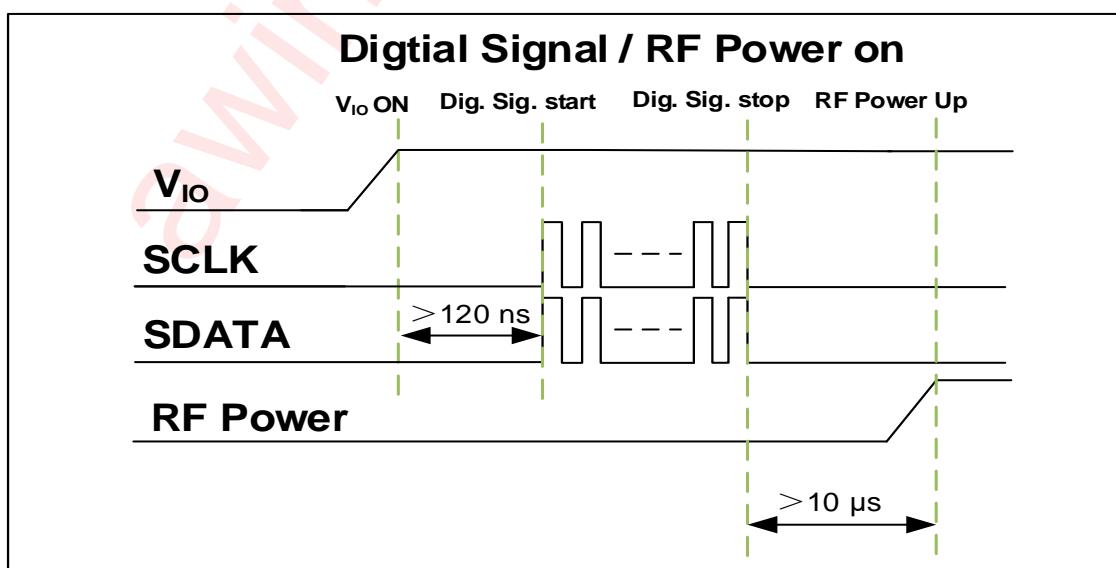 Digtial Signal / RF Power on
VIO ON Dig. Sig. start Dig. Sig. stop RF Power Up
VIO
SCLK
>120 ns
SDATA
RF Power
>10 µs
awin